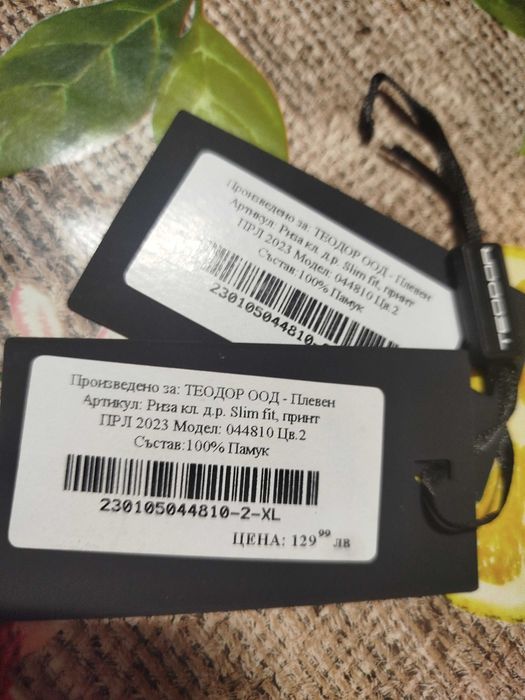 Произведено за: ТЕОДОР ООД - Плевен
Артикул: Риза кл. д.р. Slim fit, принт
ПРЛ 2023 Модел: 044810 Цв.2
Състав:100% Памук
230105044810-
TEODOR
Произведено за: ТЕОДОР ООД - Плевен
Артикул: Риза кл. д.р. Slim fit, принт
ПРЛ 2023 Модел: 044810 Цв.2
Състав:100% Памук
230105044810-2-XL
ЦЕНА: 129⁹⁹ лв